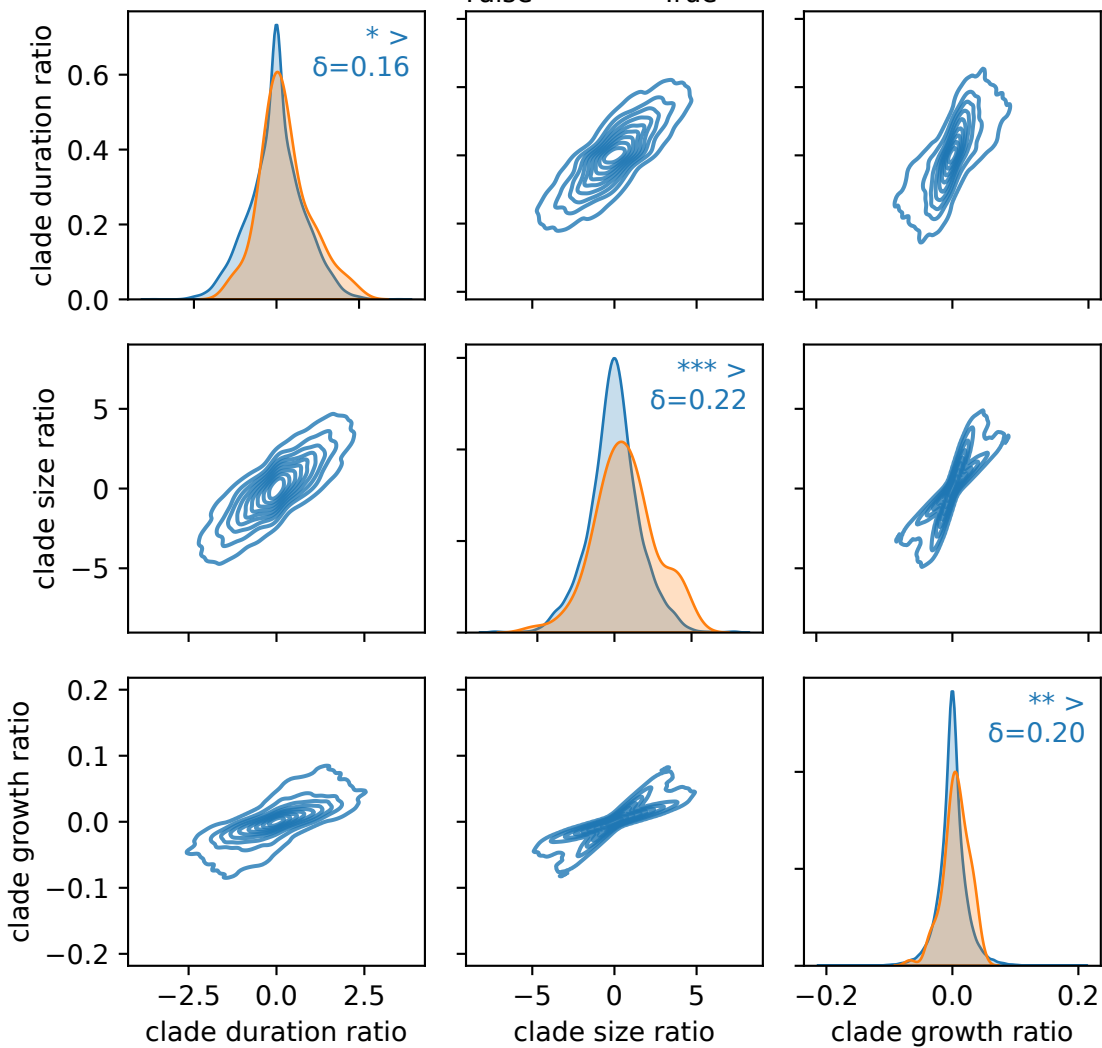 True
clade duration ratio
0.6
0.4
0.2
0.0
* >
δ=0.16
clade size ratio
5
0
−5
*** >
δ=0.22
clade growth ratio
0.2
0.1
0.0
−0.1
−0.2
** >
δ=0.20
−2.5 0.0 2.5
−5 0 5
−0.2 0.0 0.2
clade duration ratio
clade size ratio
clade growth ratio